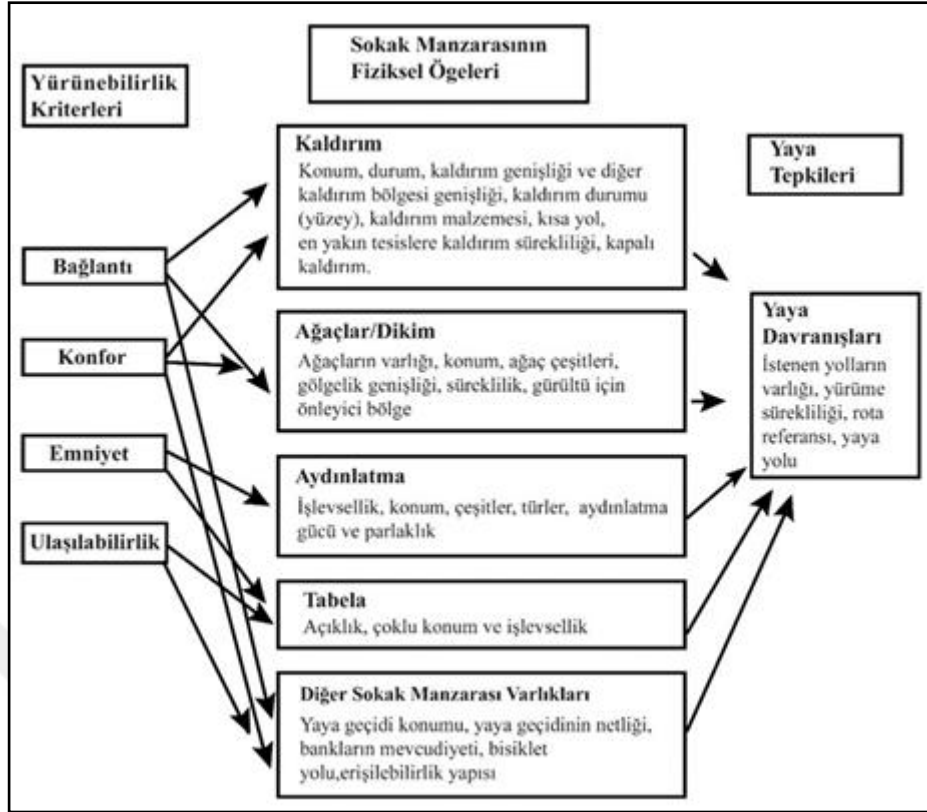 Sokak Manzarasının
Fiziksel Ögeleri
Yürünebilirlik
Kriterleri
Kaldırım
Konum, durum, kaldırım genişliği ve diğer
kaldırım bölgesi genişliği, kaldırım durumu
(yüzey), kaldırım malzemesi, kısa yol,
en yakın tesislere kaldırım sürekliliği, kapalı
kaldırım.
Yaya
Tepkileri
Bağlantı
Konfor
Emniyet
Ulaşılabilirlik
Ağaçlar/Dikim
Ağaçların varlığı, konum, ağaç çeşitleri,
gölgelik genişliği, süreklilik, gürültü için
önleyici bölge
Yaya
Davranışları
İstenen yolların
varlığı, yürüme
sürekliliği, rota
referansı, yaya
yolu
Aydınlatma
İşlevsellik, konum, çeşitler, türler, aydınlatma
gücü ve parlaklık
Tabela
Açıklık, çoklu konum ve işlevsellik
Diğer Sokak Manzarası Varlıkları
Yaya geçidi konumu, yaya geçidinin netliği,
bankların mevcudiyeti, bisiklet
yolu,erişilebilirlik yapısı